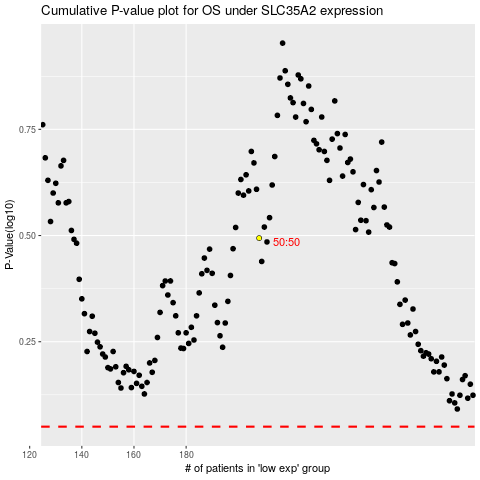 Cumulative P-value plot for OS under SLC35A2 expression
P-Value(log10)
0.75
0.50
0.25
50:50
120
140
160
180
# of patients in 'low exp' group